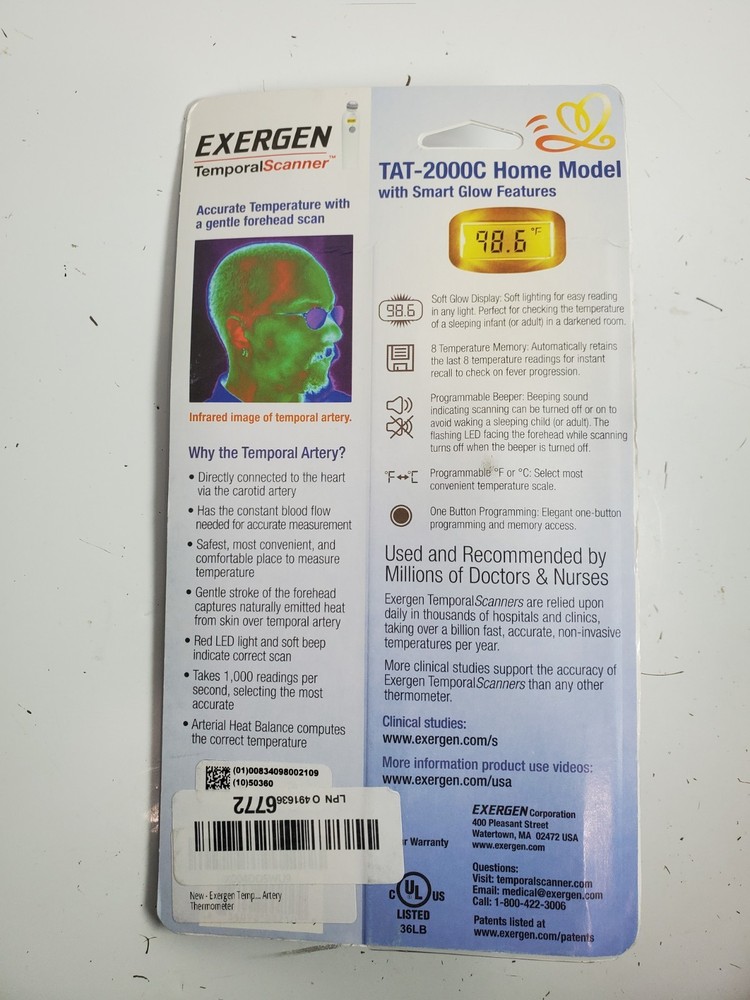 EXERGEN
TemporalScanner™
Accurate Temperature with
a gentle forehead scan
Infrared image of temporal artery.
Why the Temporal Artery?
• Directly connected to the heart
via the carotid artery
• Has the constant blood flow
needed for accurate measurement
• Safest, most convenient, and
comfortable place to measure
temperature
• Gentle stroke of the forehead
captures naturally emitted heat
from skin over temporal artery
• Red LED light and soft beep
indicate correct scan
• Takes 1,000 readings per
second, selecting the most
accurate
• Arterial Heat Balance computes
the correct temperature
(01)00834098002109
(10)50360
LPN O 4916366772
New - Exergen Temp... Artery
Thermometer
TAT-2000C Home Model
with Smart Glow Features
98.6 °F
98.6
Soft Glow Display: Soft lighting for easy reading
in any light. Perfect for checking the temperature
of a sleeping infant (or adult) in a darkened room.
8 Temperature Memory: Automatically retains
the last 8 temperature readings for instant
recall to check on fever progression.
Programmable Beeper: Beeping sound
indicating scanning can be turned off or on to
avoid waking a sleeping child (or adult). The
flashing LED facing the forehead while scanning
turns off when the beeper is turned off.
°F↔°C
Programmable °F or °C: Select most
convenient temperature scale.
One Button Programming: Elegant one-button
programming and memory access.
Used and Recommended by
Millions of Doctors & Nurses
Exergen TemporalScanners are relied upon
daily in thousands of hospitals and clinics,
taking over a billion fast, accurate, non-invasive
temperatures per year.
More clinical studies support the accuracy of
Exergen TemporalScanners than any other
thermometer.
Clinical studies:
www.exergen.com/s
More information product use videos:
www.exergen.com/usa
r Warranty
C UL US
LISTED
36LB
EXERGEN Corporation
400 Pleasant Street
Watertown, MA 02472 USA
www.exergen.com
Questions:
Visit: temporalscanner.com
Email: medical@exergen.com
Call: 1-800-422-3006
Patents listed at
www.exergen.com/patents